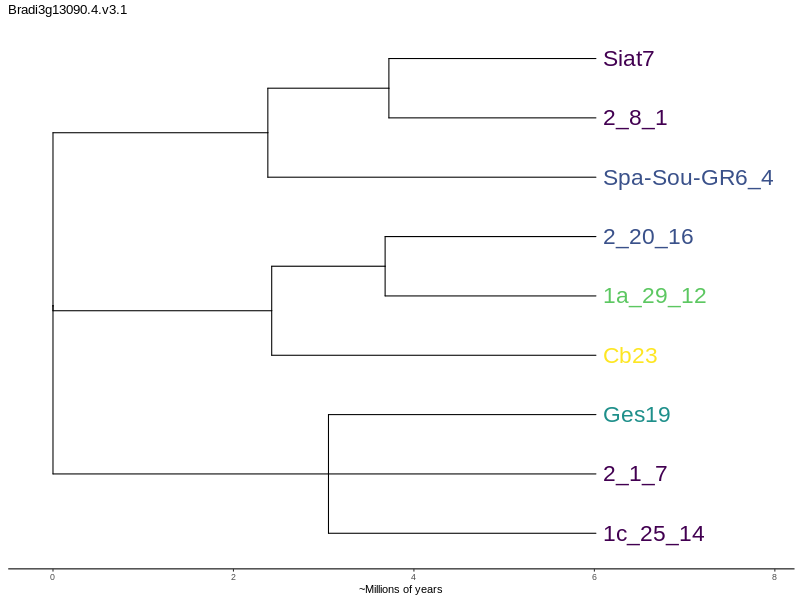 Bradi3g13090.4.v3.1
Siat7
2_8_1
Spa-Sou-GR6_4
2_20_16
1a_29_12
Cb23
Ges19
2_1_7
1c_25_14
0 2 4 6 8
~Millions of years